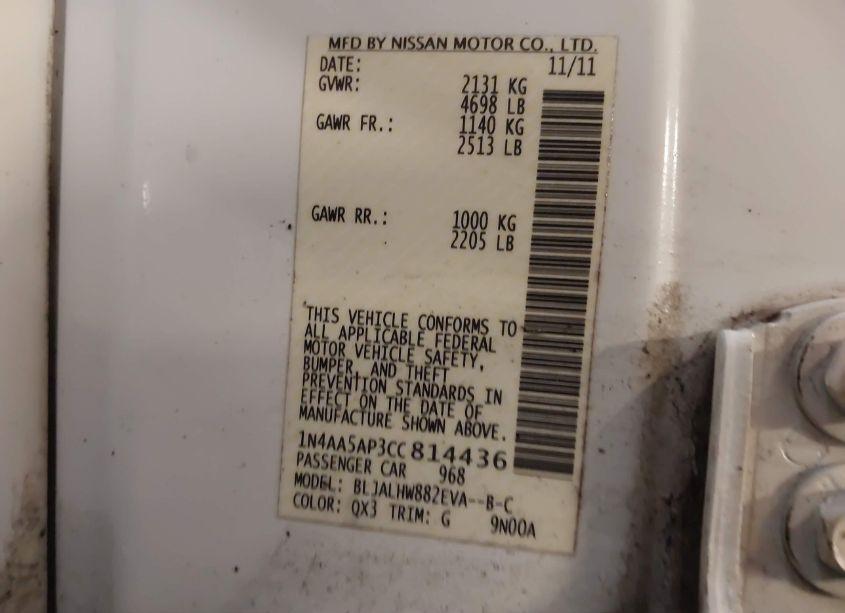 MFD BY NISSAN MOTOR CO., LTD.
DATE: 11/11
GVWR: 2131 KG
4698 LB
GAWR FR.: 1140 KG
2513 LB
GAWR RR.: 1000 KG
2205 LB
THIS VEHICLE CONFORMS TO
ALL APPLICABLE FEDERAL
MOTOR VEHICLE SAFETY,
BUMPER, AND THEFT
PREVENTION STANDARDS IN
EFFECT ON THE DATE OF
MANUFACTURE SHOWN ABOVE.
1N4AA5AP3CC814436
PASSENGER CAR 968
MODEL: BLJALHW882EVA--B-C
COLOR: QX3 TRIM: G 9N00A